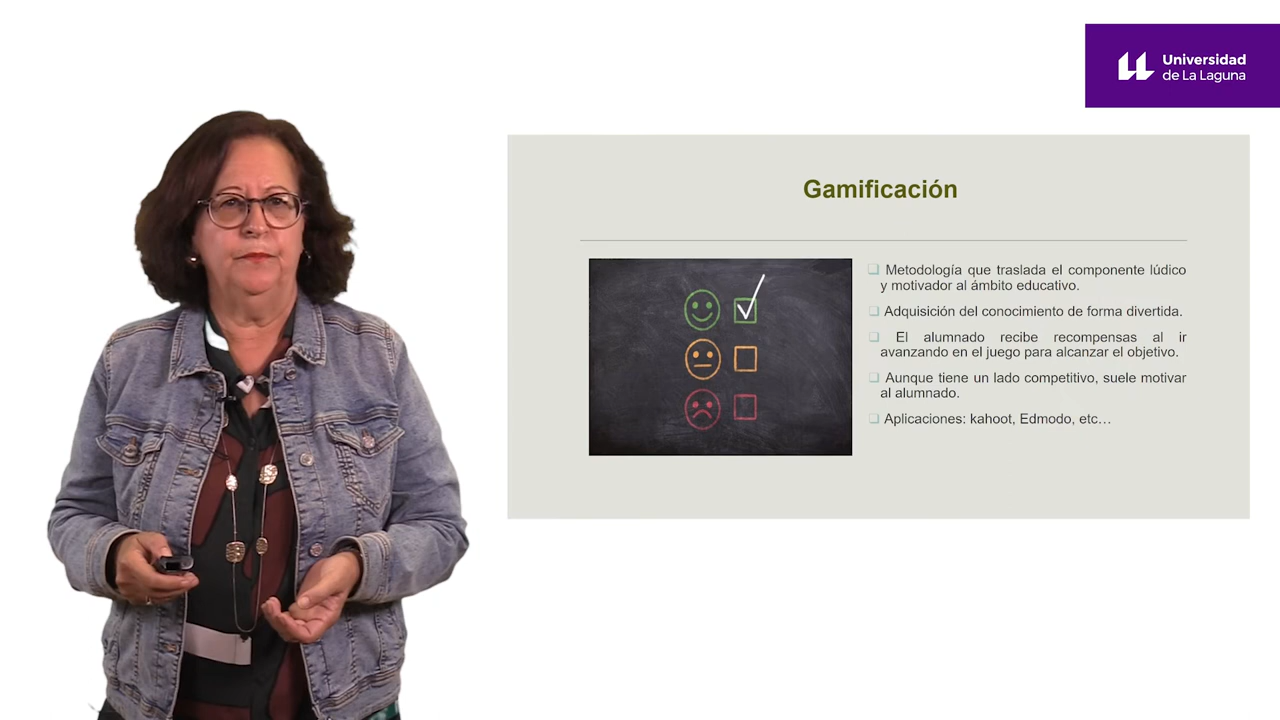 Universidad
de La Laguna
Gamificación
Metodología que traslada el componente lúdico
y motivador al ámbito educativo.
Adquisición del conocimiento de forma divertida.
El alumnado recibe recompensas al ir
avanzando en el juego para alcanzar el objetivo.
Aunque tiene un lado competitivo, suele motivar
al alumnado.
Aplicaciones: kahoot, Edmodo, etc...